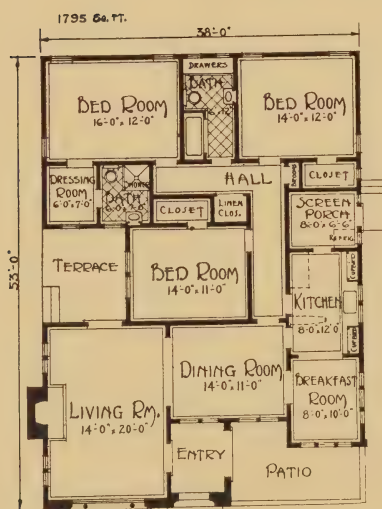 1795 SQ. FT.
38'-0"
53'-0"
DRAWERS
BATH
BED ROOM
16'-0" x 12'-0"
BED ROOM
14'-0" x 12'-0"
HALL
DRESSING
ROOM
6'-0" x 7'-0"
SHOWER
BATH
CLOSET
LINEN
CLOS.
CLOSET
SCREEN
PORCH
8'-0" x 6'-6"
TERRACE
BED ROOM
14'-0" x 11'-0"
KITCHEN
8'-0" x 12'-0"
CUPBDS
CUPBDS
DINING ROOM
14'-0" x 11'-0"
BREAKFAST
ROOM
8'-0" x 10'-0"
LIVING RM.
14'-0" x 20'-0"
ENTRY
PATIO